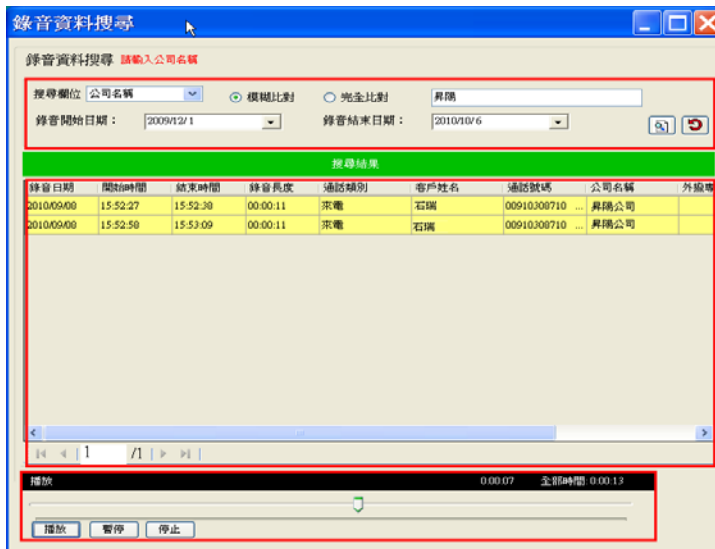 錄音資料搜尋
錄音資料搜尋 請輸入公司名稱
搜尋欄位 公司名稱 模糊比對 完全比對 昇陽
錄音開始日期： 2009/12/ 1 錄音結束日期： 2010/10/ 6
搜尋結果
錄音日期 開始時間 結束時間 錄音長度 通話類別 客戶姓名 通話號碼 公司名稱 外撥專
2010/09/08 15:52:27 15:52:38 00:00:11 來電 石瑞 00910308710 ... 昇陽公司
2010/09/08 15:52:58 15:53:09 00:00:11 來電 石瑞 00910308710 ... 昇陽公司
1 /1
播放 0:00:07 全部時間 0:00:13
播放 暫停 停止